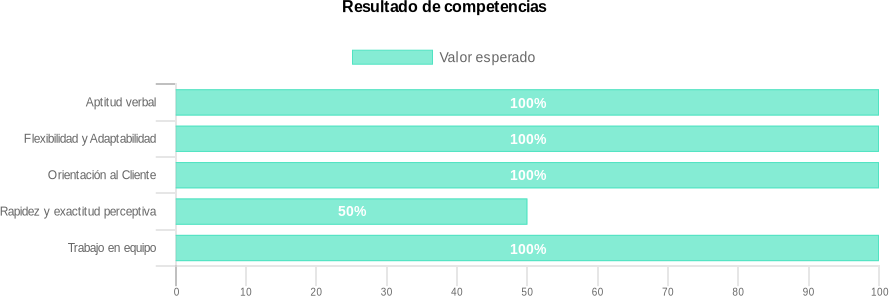 Resultado de competencias
Valor esperado
Aptitud verbal
100%
Flexibilidad y Adaptabilidad
100%
Orientación al Cliente
100%
Rapidez y exactitud perceptiva
50%
Trabajo en equipo
100%
0 10 20 30 40 50 60 70 80 90 100